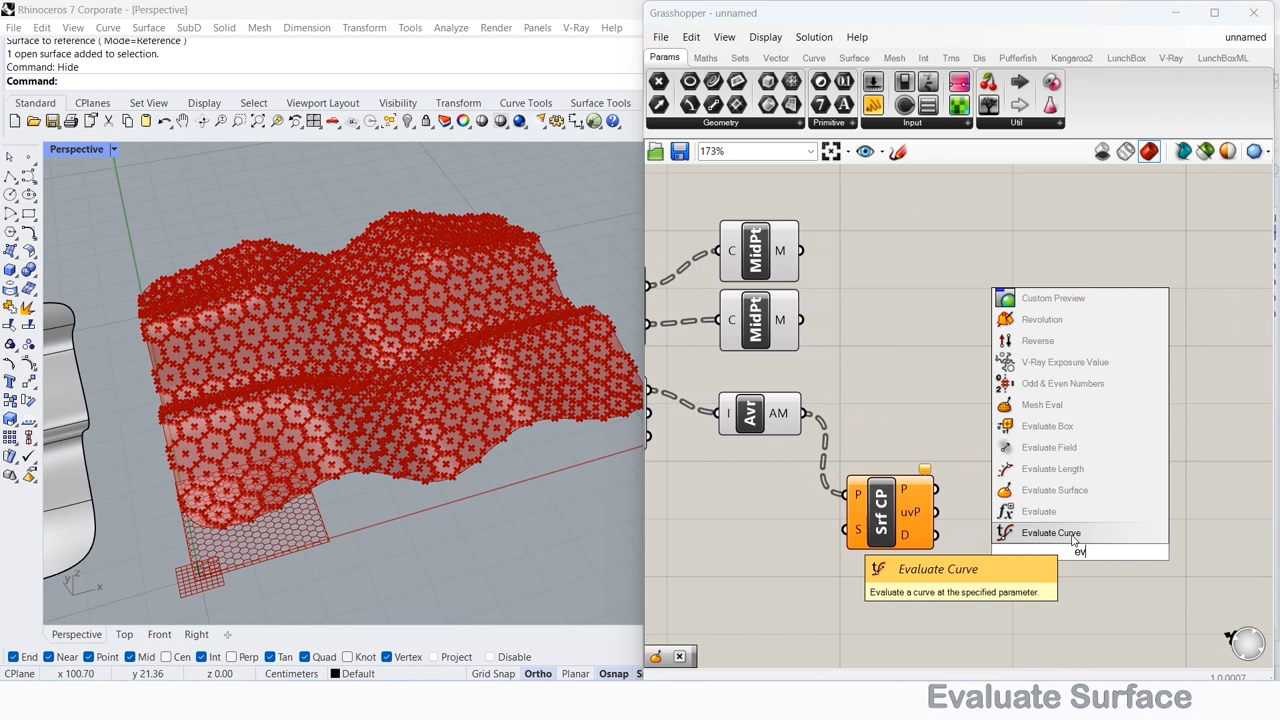 Rhinoceros 7 Corporate - [Perspective]
File Edit View Curve Surface SubD Solid Mesh Dimension Transform Tools Analyze Render Panels V-Ray Help
Surface to reference ( Mode=Reference )
1 open surface added to selection.
Command: Hide
Command:
Standard CPlanes Set View Display Select Viewport Layout Visibility Transform Curve Tools Surface Tools
Perspective
z y x
Perspective Top Front Right
End Near Point Mid Cen Int Perp Tan Quad Knot Vertex Project Disable
CPlane x 100.70 y 21.36 z 0.00 Centimeters Default Grid Snap Ortho Planar Osnap S
Grasshopper - unnamed
File Edit View Display Solution Help unnamed
Params Maths Sets Vector Curve Surface Mesh Int Trns Dis Pufferfish Kangaroo2 LunchBox V-Ray LunchBoxML
Geometry Primitive Input Util
173%
C MidPt M
C MidPt M
I Avr AM
P S Srf CP P uvP D
Custom Preview
Revolution
Reverse
V-Ray Exposure Value
Odd & Even Numbers
Mesh Eval
Evaluate Box
Evaluate Field
Evaluate Length
Evaluate Surface
Evaluate
Evaluate Curve
ev
Evaluate Curve
Evaluate a curve at the specified parameter.
1.0.0007
Evaluate Surface